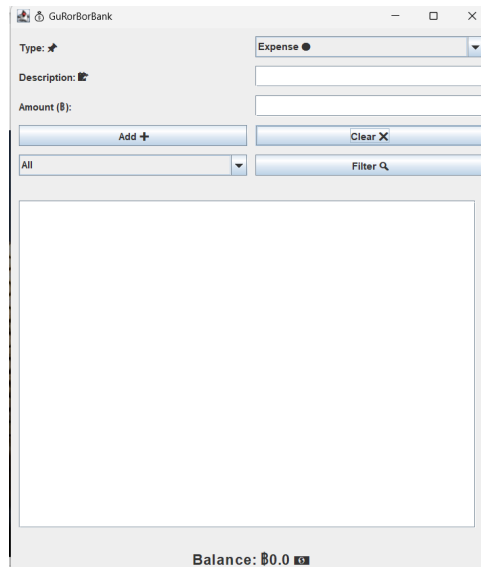 💰 GuRorBorBank
Type: 📌
Expense ●
Description: 📝
Amount (฿):
Add ➕
Clear ❌
All
Filter 🔍
Balance: ฿0.0 💵